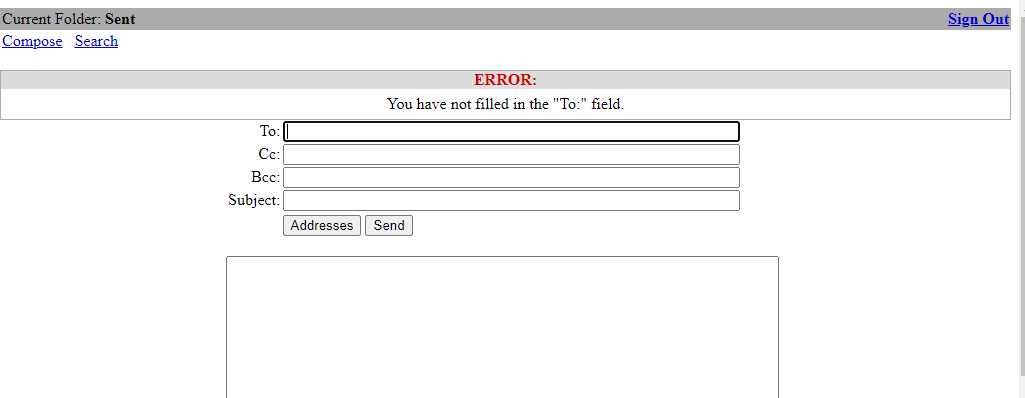 Current Folder: Sent Sign Out
Compose Search
ERROR:
You have not filled in the "To:" field.
To:
Cc:
Bcc:
Subject:
Addresses Send